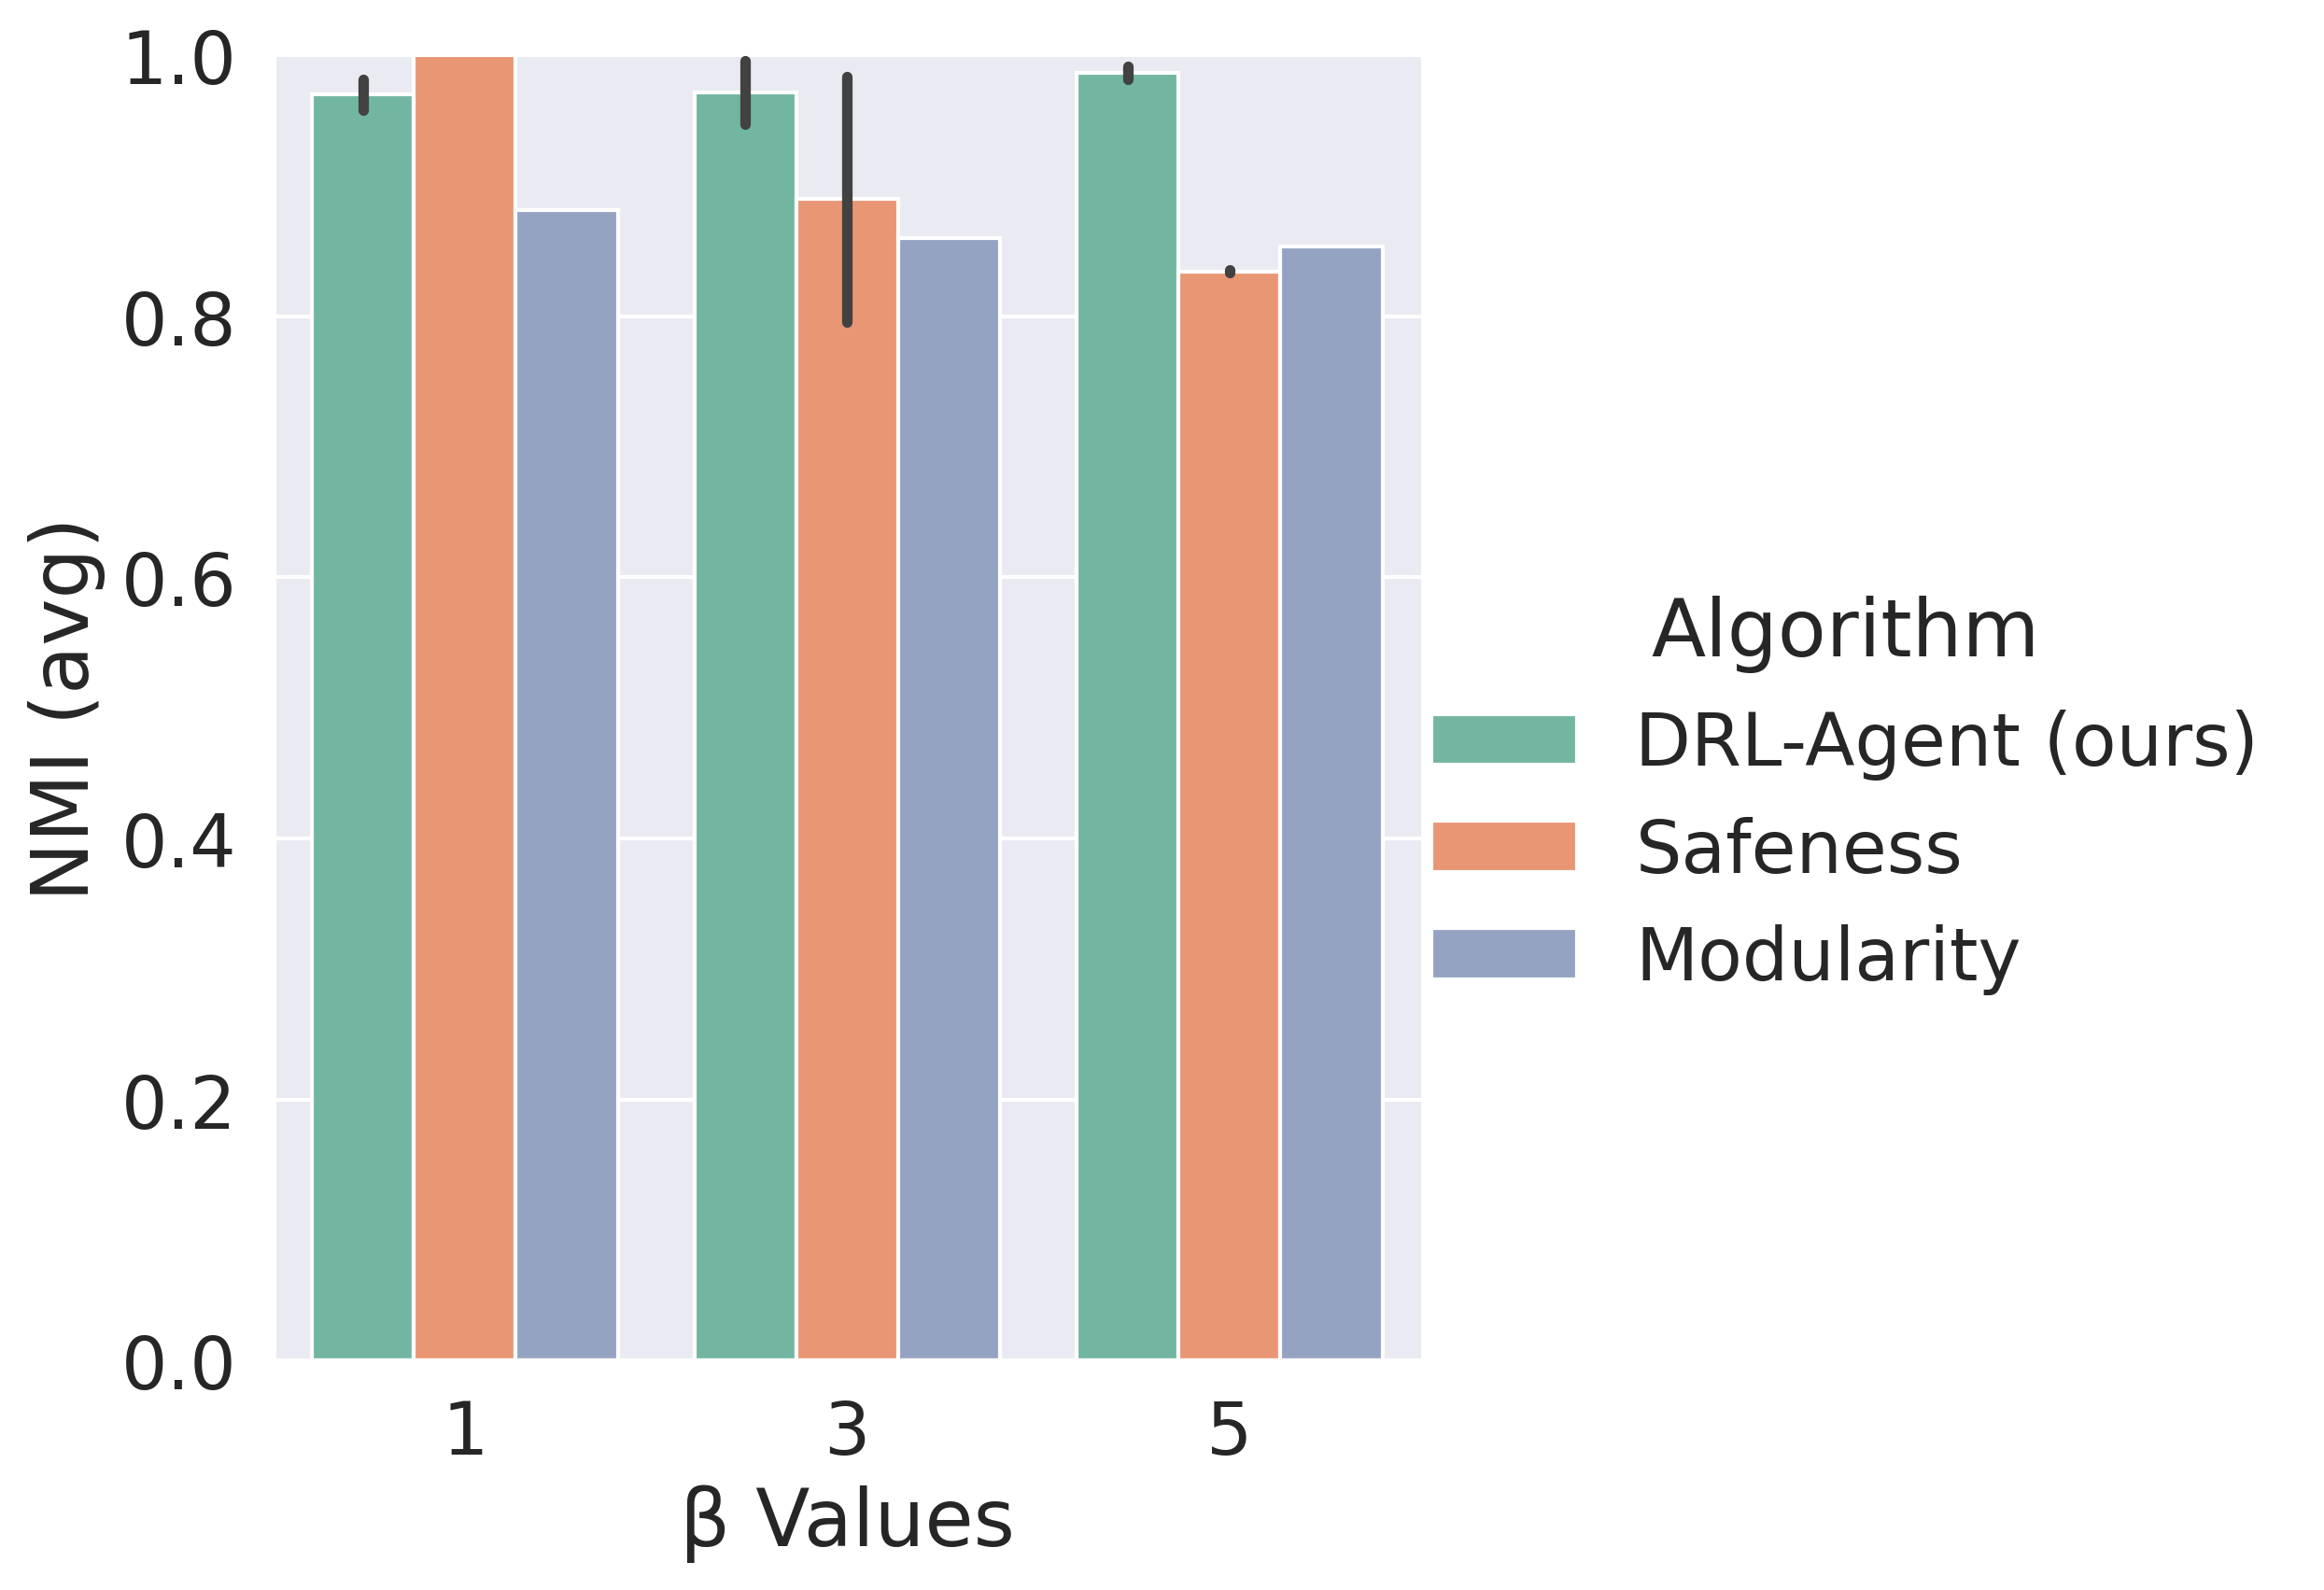 1.0
0.8
0.6
0.4
0.2
0.0
NMI (avg)
1 3 5
β Values
Algorithm
DRL-Agent (ours)
Safeness
Modularity